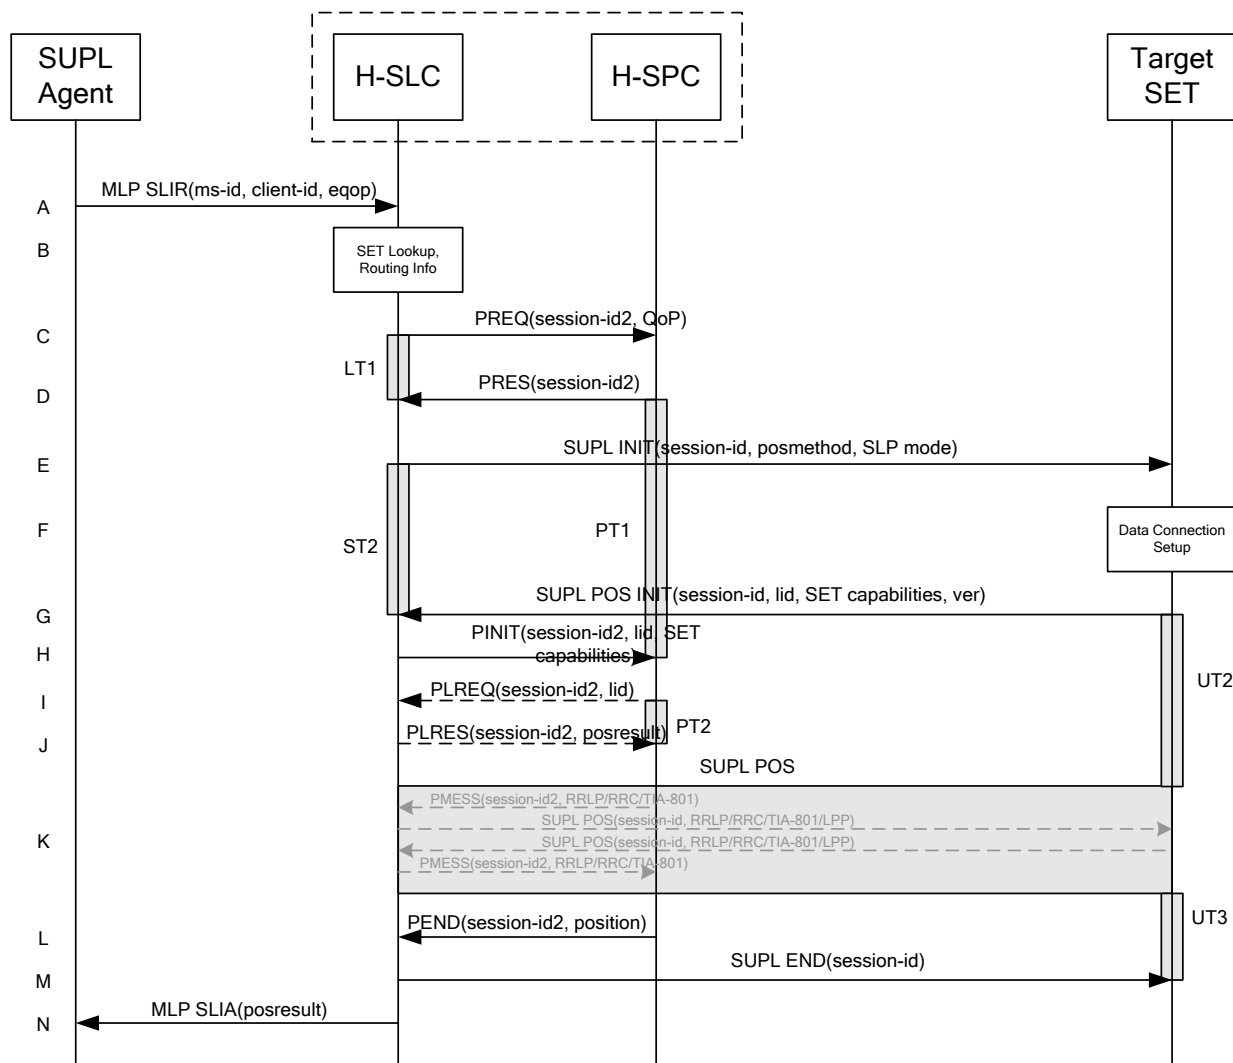 SUPL
Agent
H-SLC
H-SPC
Target
SET
MLP SLIR(ms-id, client-id, eqop)
A
B
SET Lookup,
Routing Info
C
PREQ(session-id2, QoP)
LT1
D
PRES(session-id2)
E
SUPL INIT(session-id, posmethod, SLP mode)
F
ST2
PT1
Data Connection
Setup
SUPL POS INIT(session-id, lid, SET capabilities, ver)
G
PINIT(session-id2, lid, SET
capabilities)
H
I
PLREQ(session-id2, lid)
UT2
J
PLRES(session-id2, posresult)
PT2
SUPL POS
PMESS(session-id2, RRLP/RRC/TIA-801)
SUPL POS(session-id, RRLP/RRC/TIA-801/LPP)
K
SUPL POS(session-id, RRLP/RRC/TIA-801/LPP)
PMESS(session-id2, RRLP/RRC/TIA-801)
UT3
L
PEND(session-id2, position)
M
SUPL END(session-id)
MLP SLIA(posresult)
N